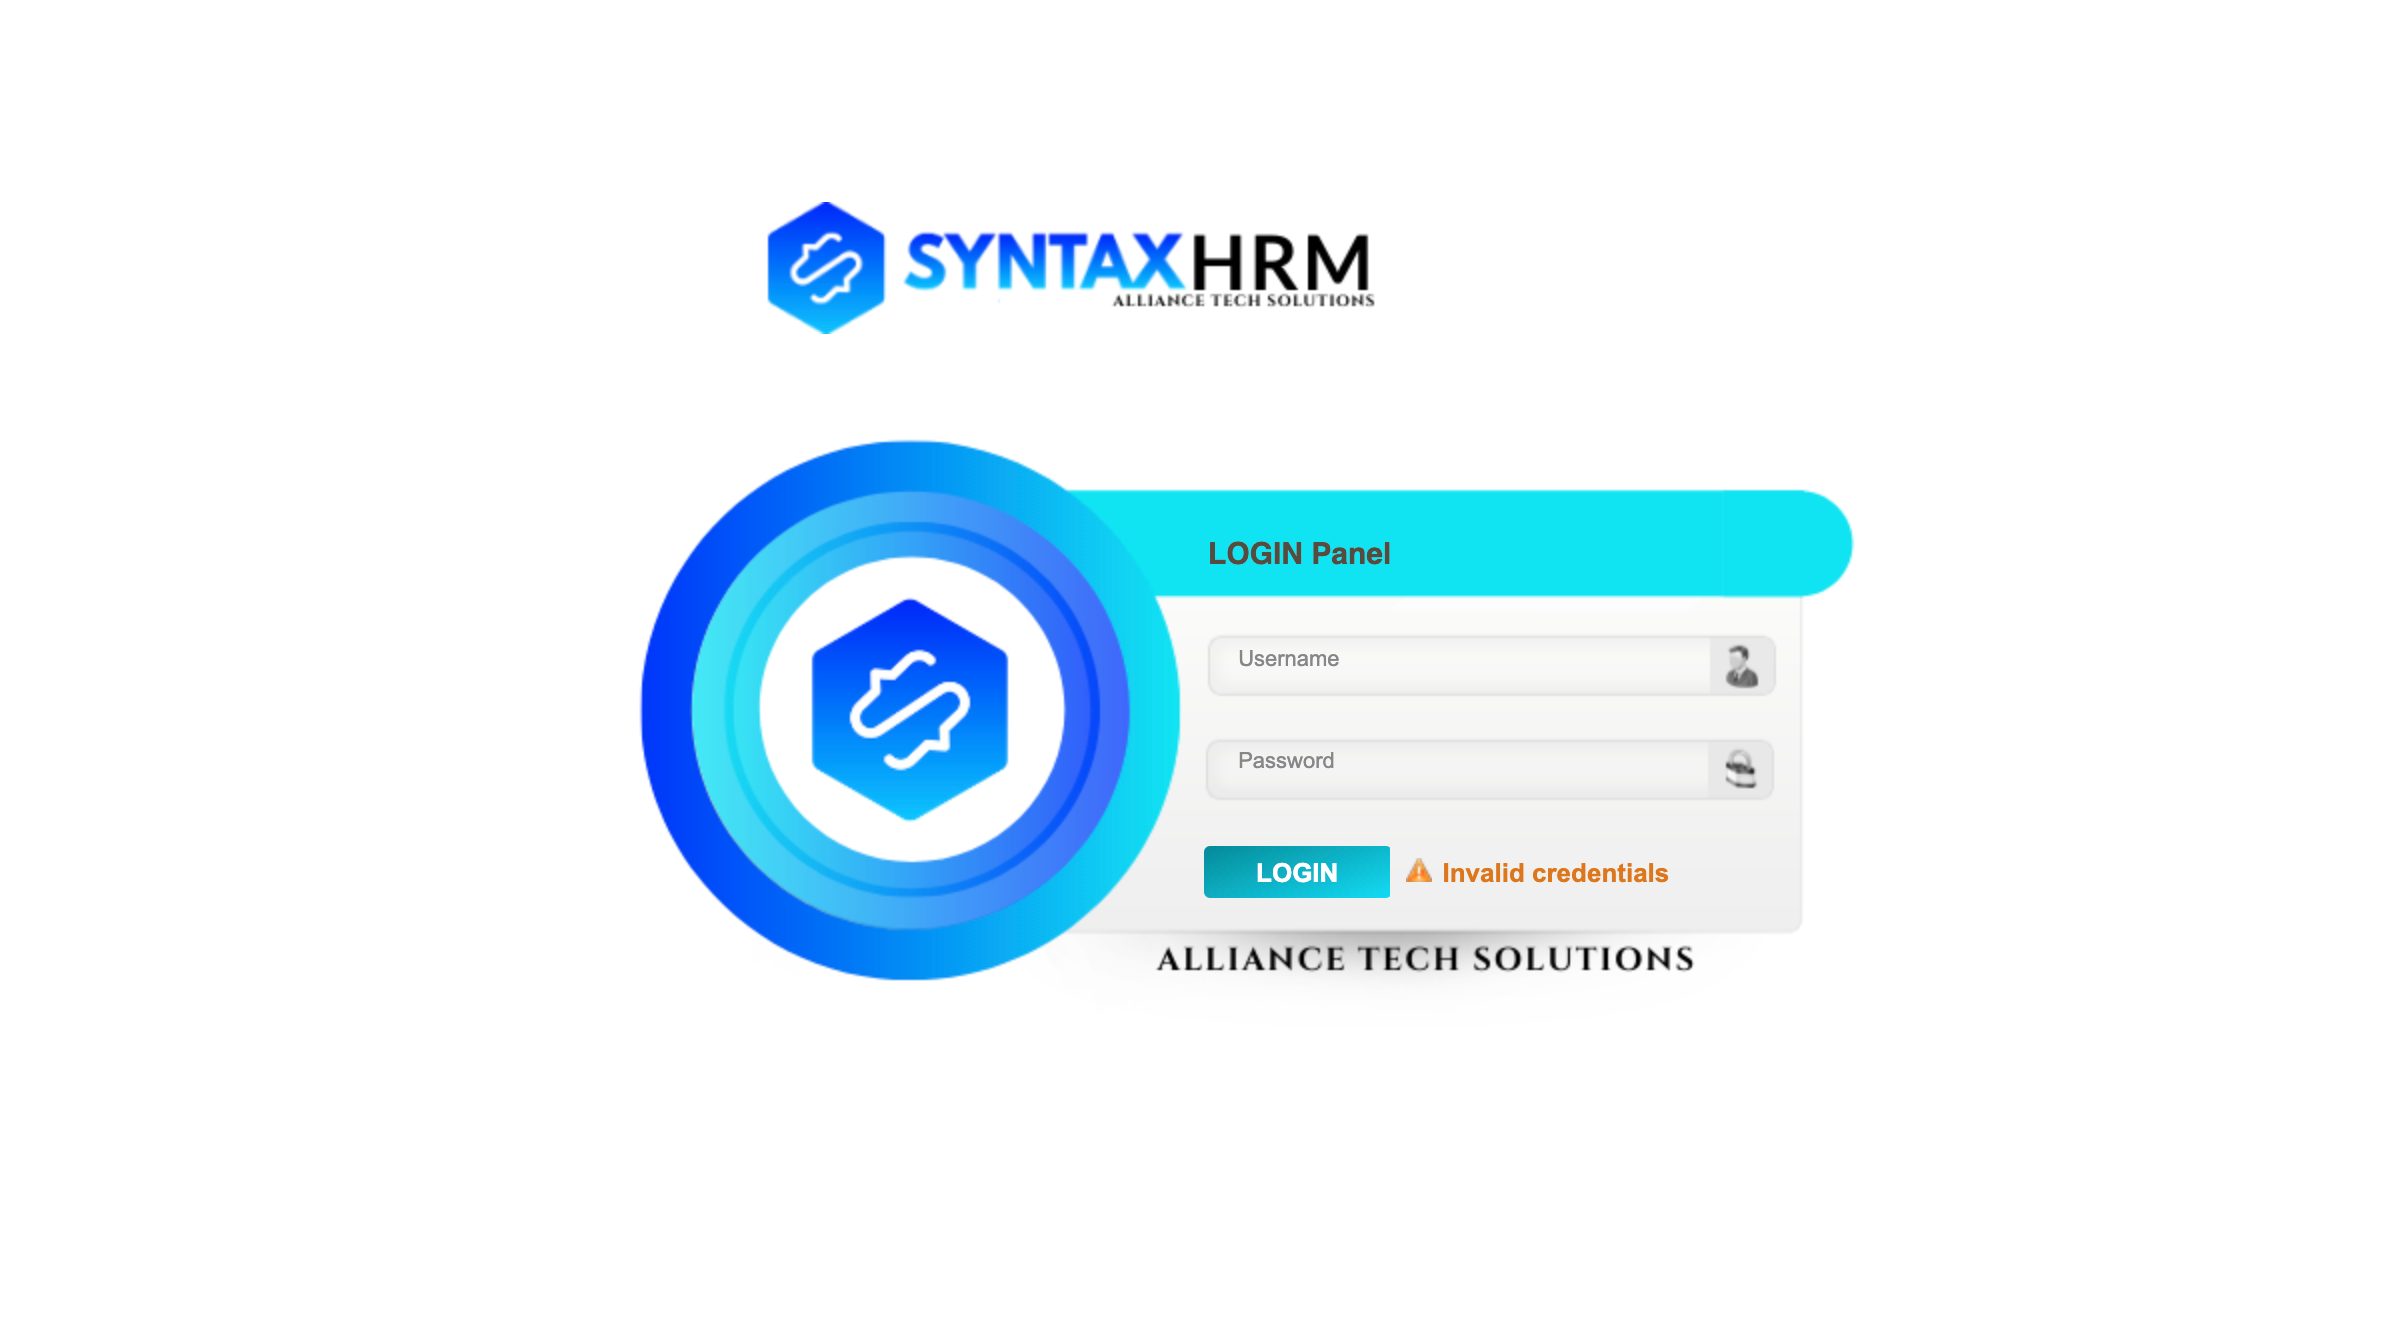 SYNTAXHRM
ALLIANCE TECH SOLUTIONS
LOGIN Panel
Username
Password
LOGIN
Invalid credentials
ALLIANCE TECH SOLUTIONS